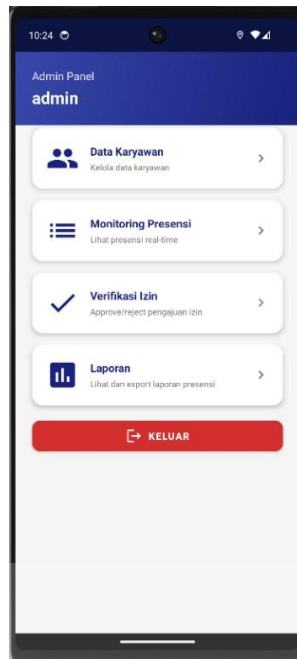 10:24
Admin Panel
admin
Data Karyawan
Kelola data karyawan
Monitoring Presensi
Lihat presensi real-time
Verifikasi Izin
Approve/reject pengajuan izin
Laporan
Lihat dan export laporan presensi
KELUAR